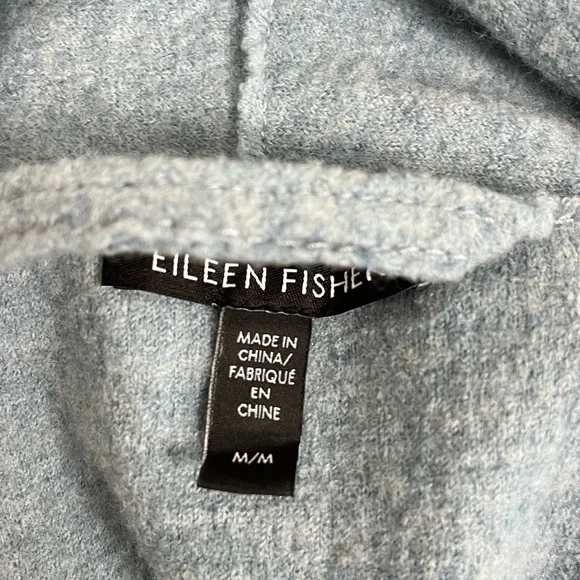 EILEEN FISHER
MADE IN
CHINA/
FABRIQUÉ
EN
CHINE
M/M